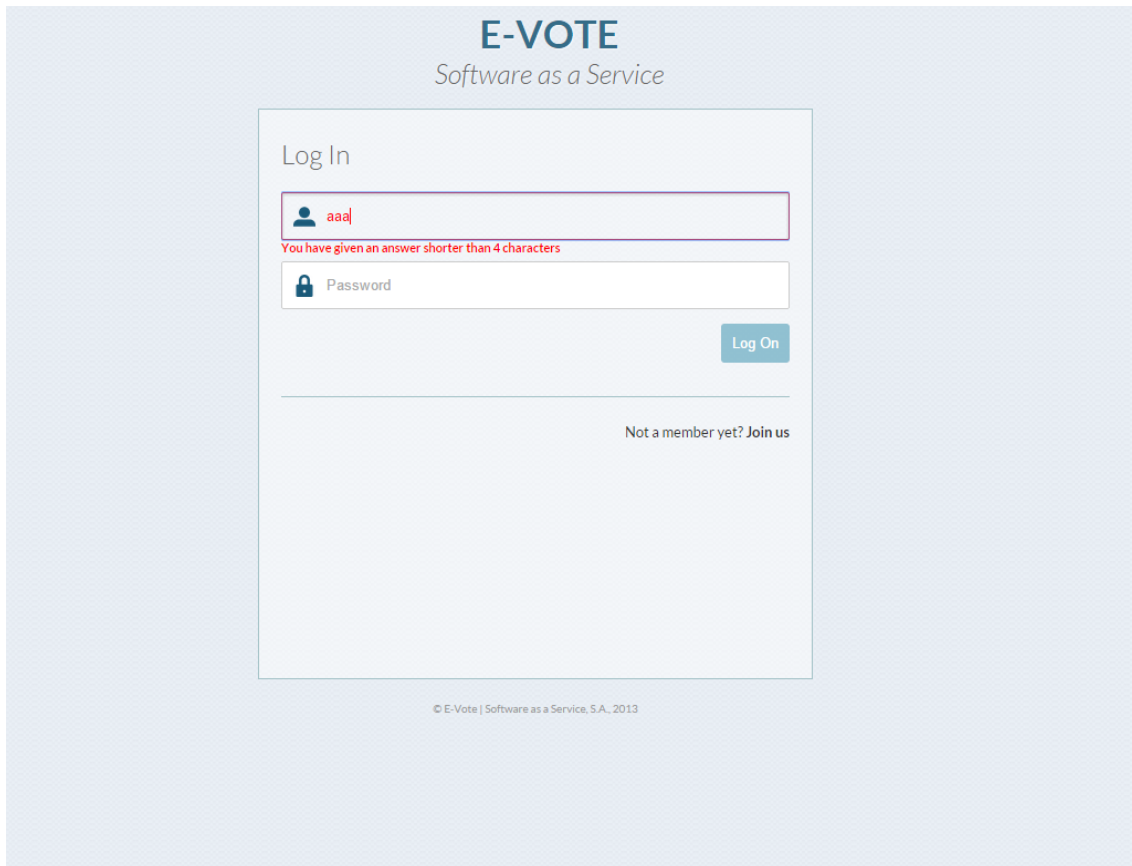 E-VOTE
Software as a Service
Log In
aaa
You have given an answer shorter than 4 characters
Password
Log On
Not a member yet? Join us
© E-Vote | Software as a Service, S.A., 2013